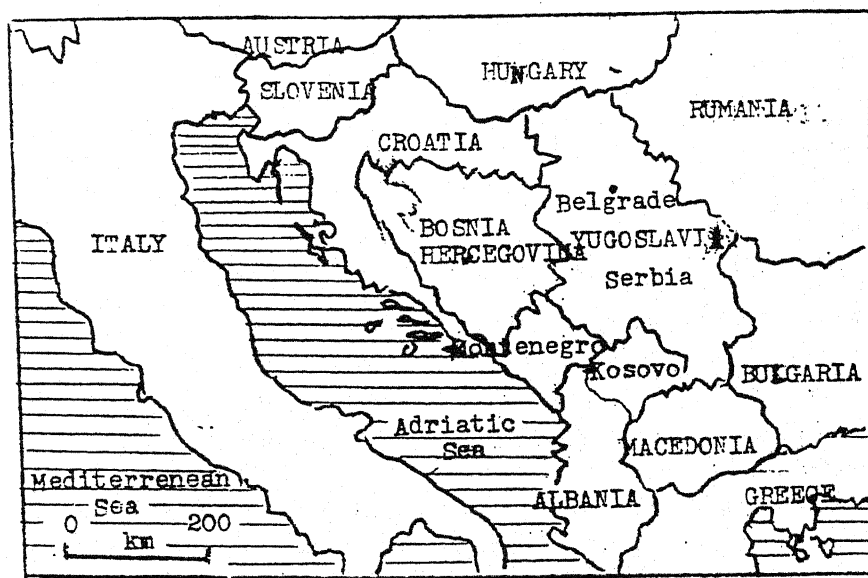 AUSTRIA
HUNGARY
SLOVENIA
RUMANIA
CROATIA
Belgrade
BOSNIA
HERCEGOVINA
YUGOSLAVIA
ITALY
Serbia
Montenegro
Kosovo
BULGARIA
Adriatic
Sea
MACEDONIA
Mediterrenean
Sea
ALBANIA
GREECE
0 200
km